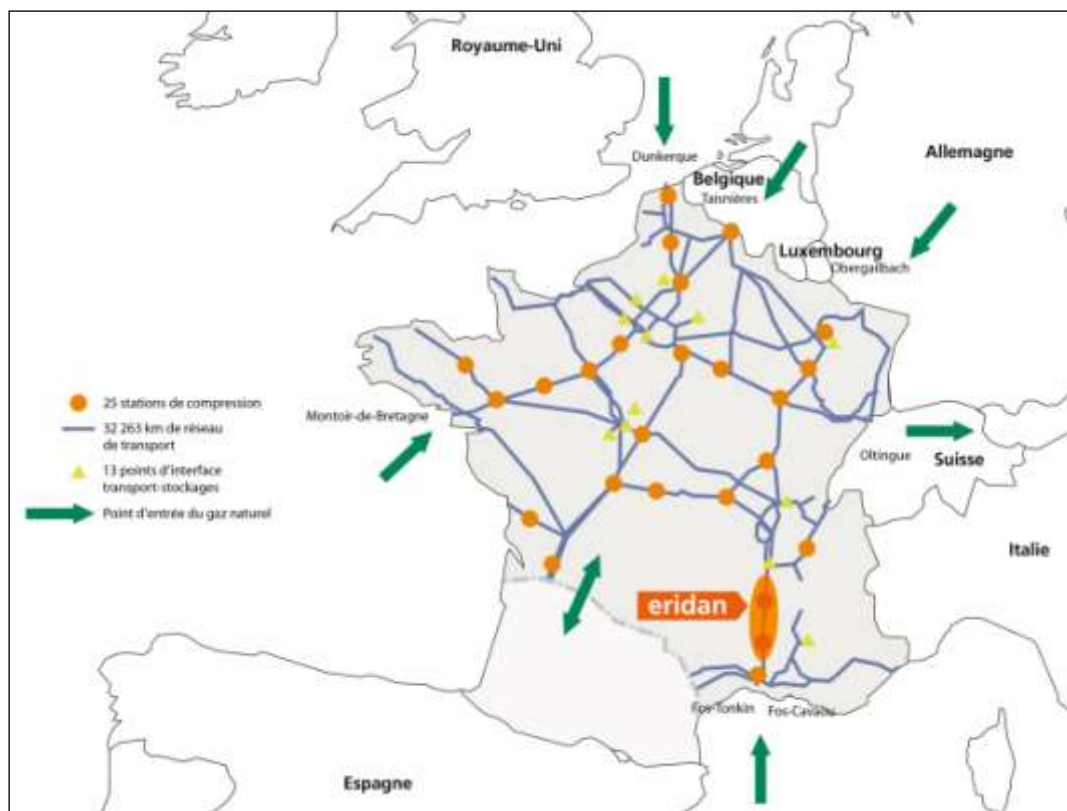 Royaume-Uni
Dunkerque
Allemagne
Belgique
Taisnières
Luxembourg
Obergailbach
25 stations de compression
Montoir-de-Bretagne
32 263 km de réseau
de transport
Oltingue
Suisse
13 points d'interface
transport-stockages
Point d'entrée du gaz naturel
Italie
eridan
Fos-Tonkin
Fos-Cavaou
Espagne